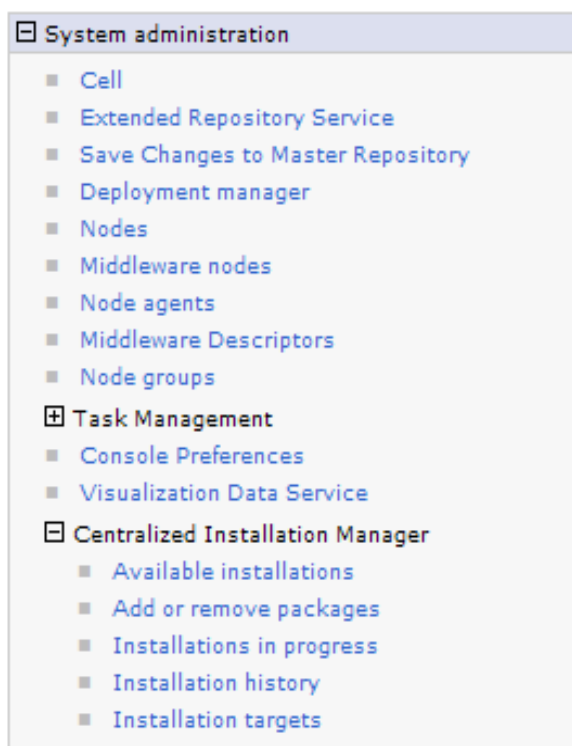 System administration
Cell
Extended Repository Service
Save Changes to Master Repository
Deployment manager
Nodes
Middleware nodes
Node agents
Middleware Descriptors
Node groups
Task Management
Console Preferences
Visualization Data Service
Centralized Installation Manager
Available installations
Add or remove packages
Installations in progress
Installation history
Installation targets